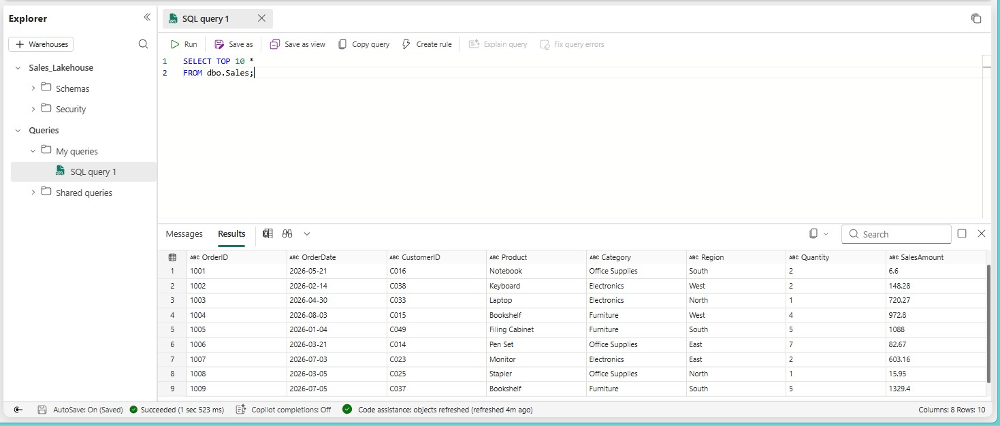 Explorer
SQL query 1
Warehouses
Run Save as Save as view Copy query Create rule Explain query Fix query errors
Sales_Lakehouse
Schemas
Security
Queries
My queries
SQL query 1
Shared queries
1 SELECT TOP 10 *
2 FROM dbo.Sales;
Messages Results Search
ABC OrderID ABC OrderDate ABC CustomerID ABC Product ABC Category ABC Region ABC Quantity ABC SalesAmount
1 1001 2026-05-21 C016 Notebook Office Supplies South 2 6.6
2 1002 2026-02-14 C038 Keyboard Electronics West 2 148.28
3 1003 2026-04-30 C033 Laptop Electronics North 1 720.27
4 1004 2026-08-03 C015 Bookshelf Furniture West 4 972.8
5 1005 2026-01-04 C049 Filing Cabinet Furniture South 5 1088
6 1006 2026-03-21 C014 Pen Set Office Supplies East 7 82.67
7 1007 2026-07-03 C023 Monitor Electronics East 2 603.16
8 1008 2026-03-05 C025 Stapler Office Supplies North 1 15.95
9 1009 2026-07-05 C037 Bookshelf Furniture South 5 1329.4
AutoSave: On (Saved) Succeeded (1 sec 523 ms) Copilot completions: Off Code assistance: objects refreshed (refreshed 4m ago) Columns: 8 Rows: 10